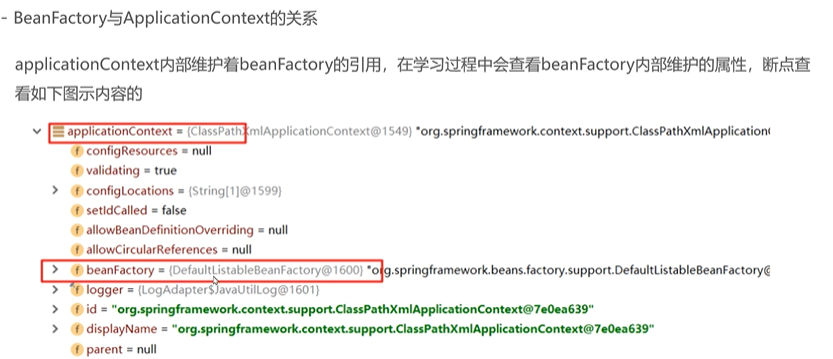 - BeanFactory与ApplicationContext的关系
applicationContext内部维护着beanFactory的引用，在学习过程中会查看beanFactory内部维护的属性，断点查
看如下图示内容的
applicationContext = {ClassPathXmlApplicationContext@1549} "org.springframework.context.support.ClassPathXmlApplication
f configResources = null
f validating = true
f configLocations = {String[1]@1599}
f setIdCalled = false
f allowBeanDefinitionOverriding = null
f allowCircularReferences = null
f beanFactory = {DefaultListableBeanFactory@1600} "org.springframework.beans.factory.support.DefaultListableBeanFactory@
f logger = {LogAdapter$JavaUtilLog@1601}
f id = "org.springframework.context.support.ClassPathXmlApplicationContext@7e0ea639"
f displayName = "org.springframework.context.support.ClassPathXmlApplicationContext@7e0ea639"
f parent = null